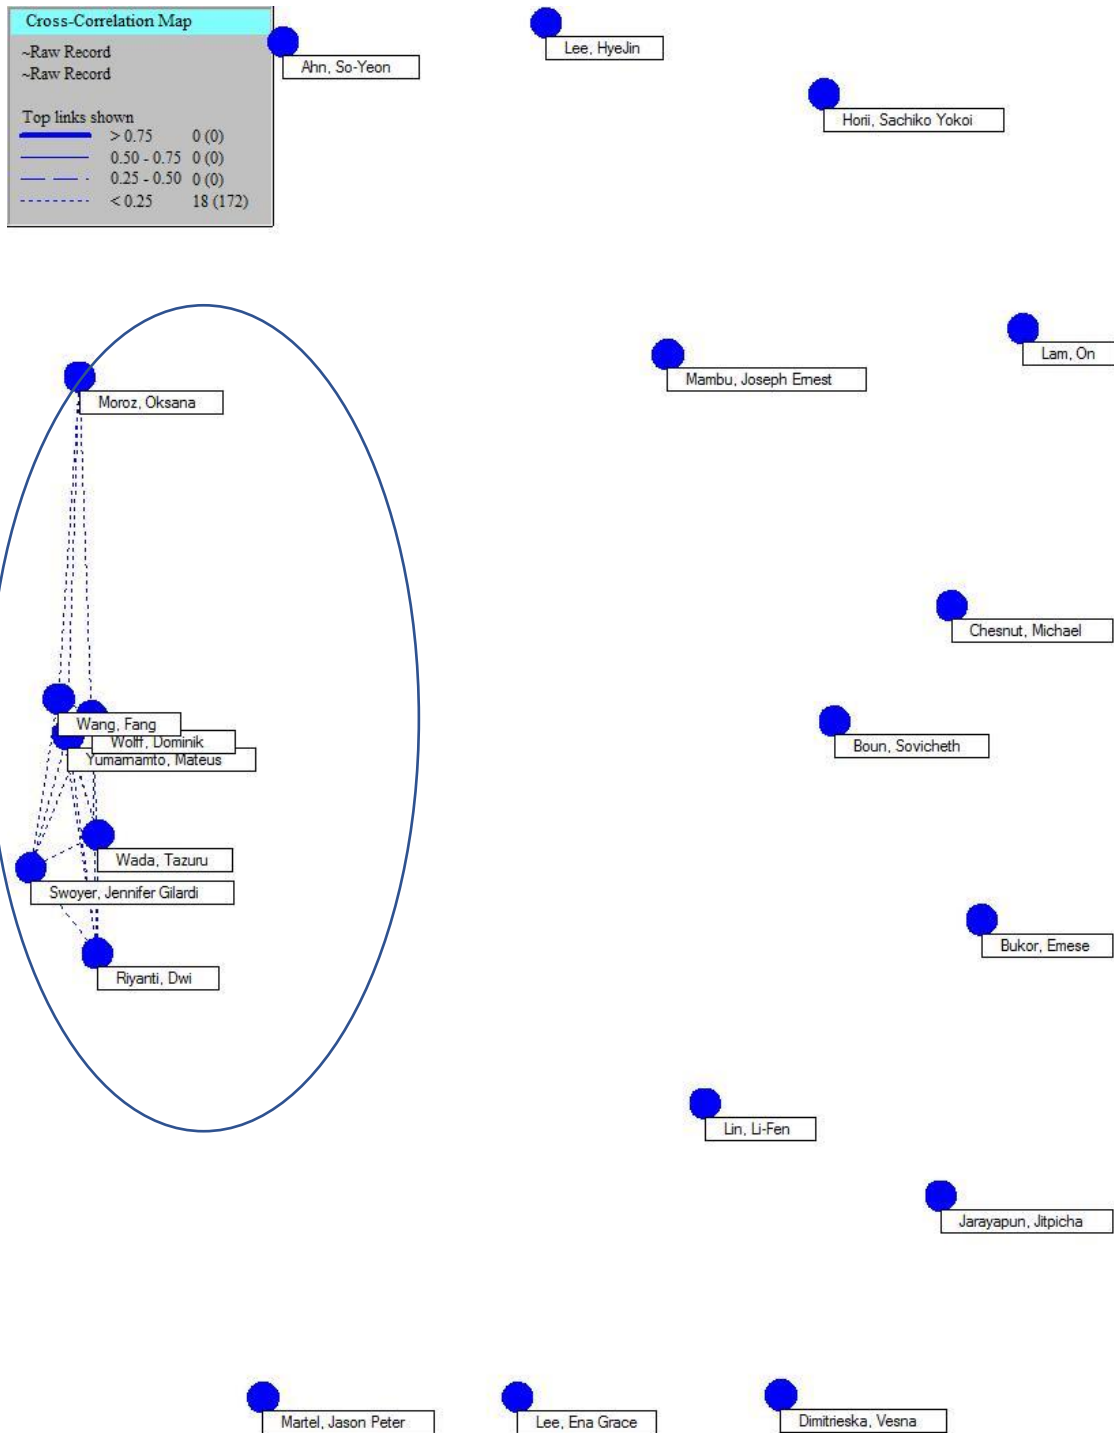 Cross-Correlation Map
~Raw Record
~Raw Record
Top links shown
> 0.75 0 (0)
0.50 - 0.75 0 (0)
0.25 - 0.50 0 (0)
< 0.25 18 (172)
Ahn, So-Yeon
Lee, HyeJin
Horii, Sachiko Yokoi
Lam, On
Mambu, Joseph Ernest
Moroz, Oksana
Chesnut, Michael
Wang, Fang
Wolff, Dominik
Yumamamto, Mateus
Boun, Sovicheth
Wada, Tazuru
Swoyer, Jennifer Gilardi
Bukor, Emese
Riyanti, Dwi
Lin, Li-Fen
Jarayapun, Jitpicha
Martel, Jason Peter
Lee, Ena Grace
Dimitrieska, Vesna